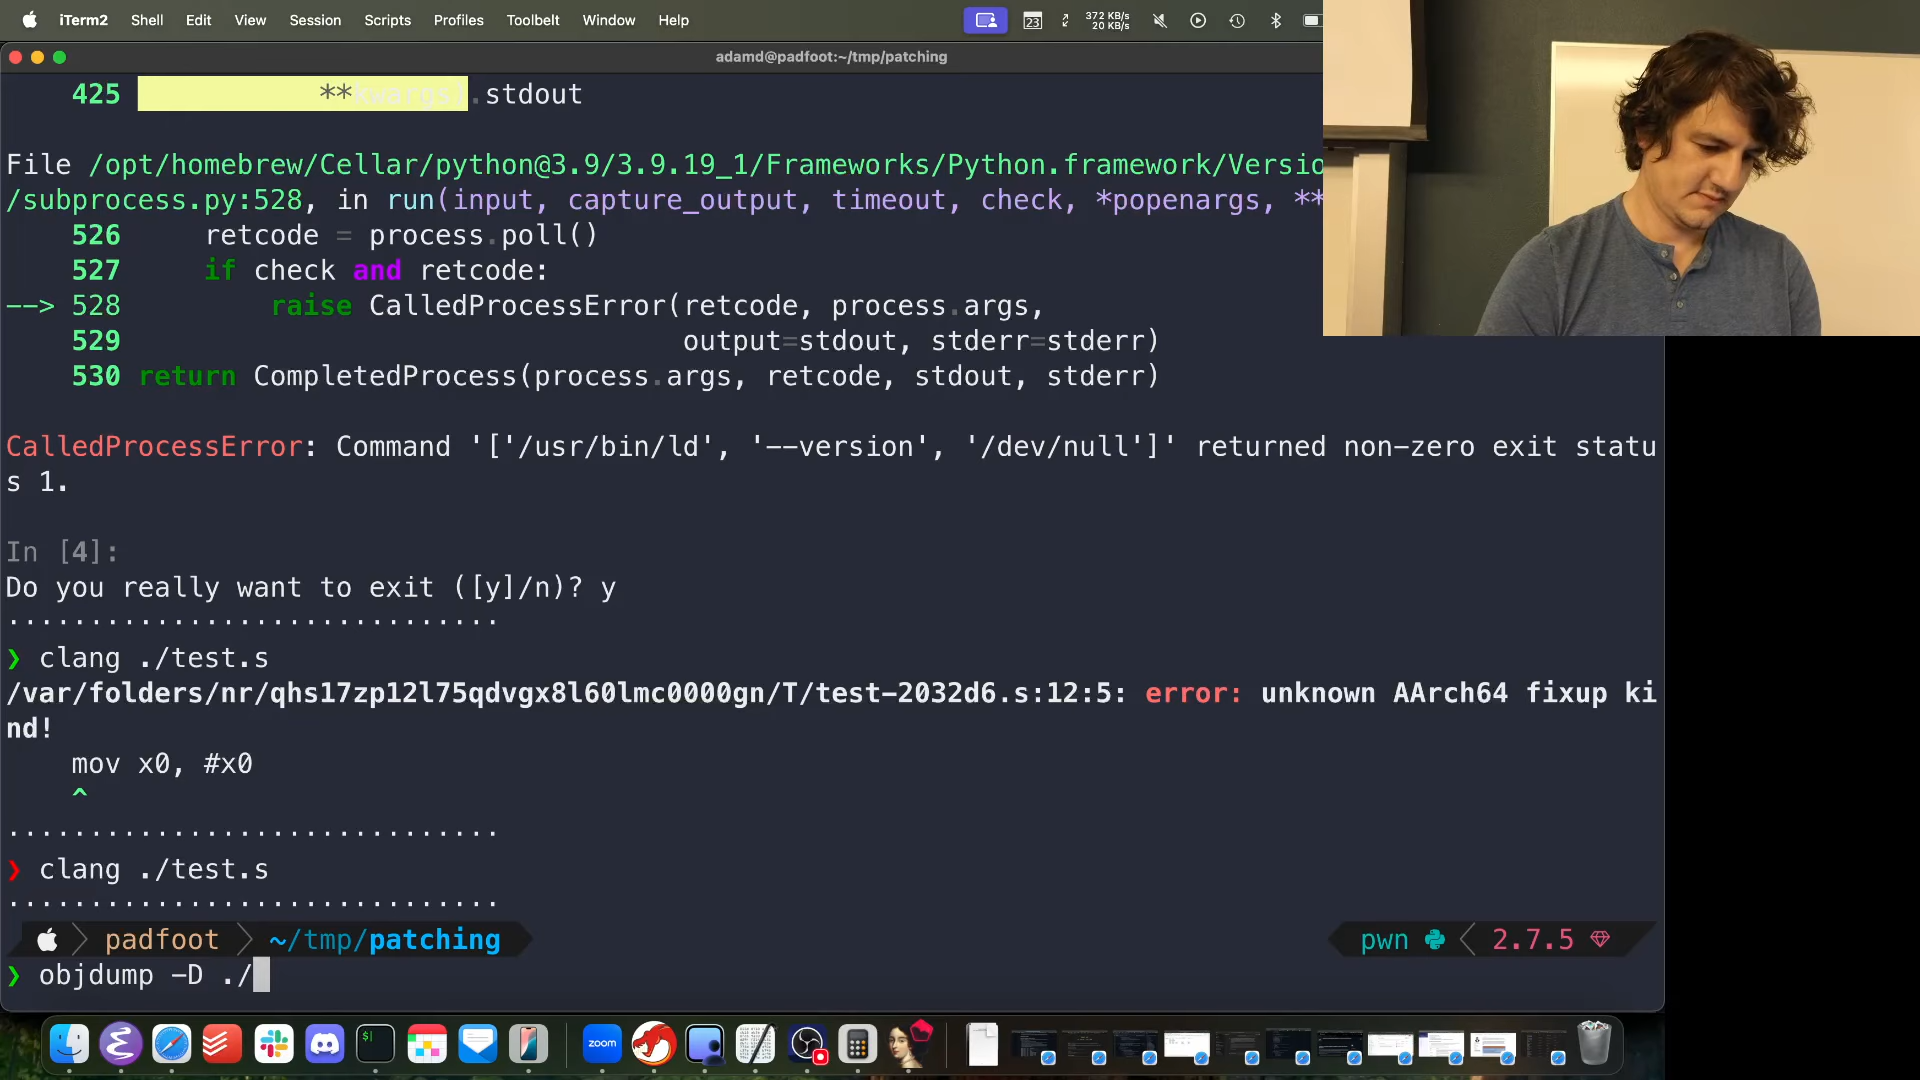 iTerm2 Shell Edit View Session Scripts Profiles Toolbelt Window Help 23 372 KB/s
20 KB/s
adamd@padfoot:~/tmp/patching
425 **kwargs).stdout
File /opt/homebrew/Cellar/python@3.9/3.9.19_1/Frameworks/Python.framework/Versio
/subprocess.py:528, in run(input, capture_output, timeout, check, *popenargs, **
526 retcode = process.poll()
527 if check and retcode:
--> 528 raise CalledProcessError(retcode, process.args,
529 output=stdout, stderr=stderr)
530 return CompletedProcess(process.args, retcode, stdout, stderr)
CalledProcessError: Command '['/usr/bin/ld', '--version', '/dev/null']' returned non-zero exit statu
s 1.
In [4]:
Do you really want to exit ([y]/n)? y
..............................
❯ clang ./test.s
/var/folders/nr/qhs17zp12l75qdvgx8l60lmc0000gn/T/test-2032d6.s:12:5: error: unknown AArch64 fixup ki
nd!
mov x0, #x0
^
..............................
❯ clang ./test.s
..............................
padfoot ~/tmp/patching pwn 2.7.5
❯ objdump -D ./
$
zoom